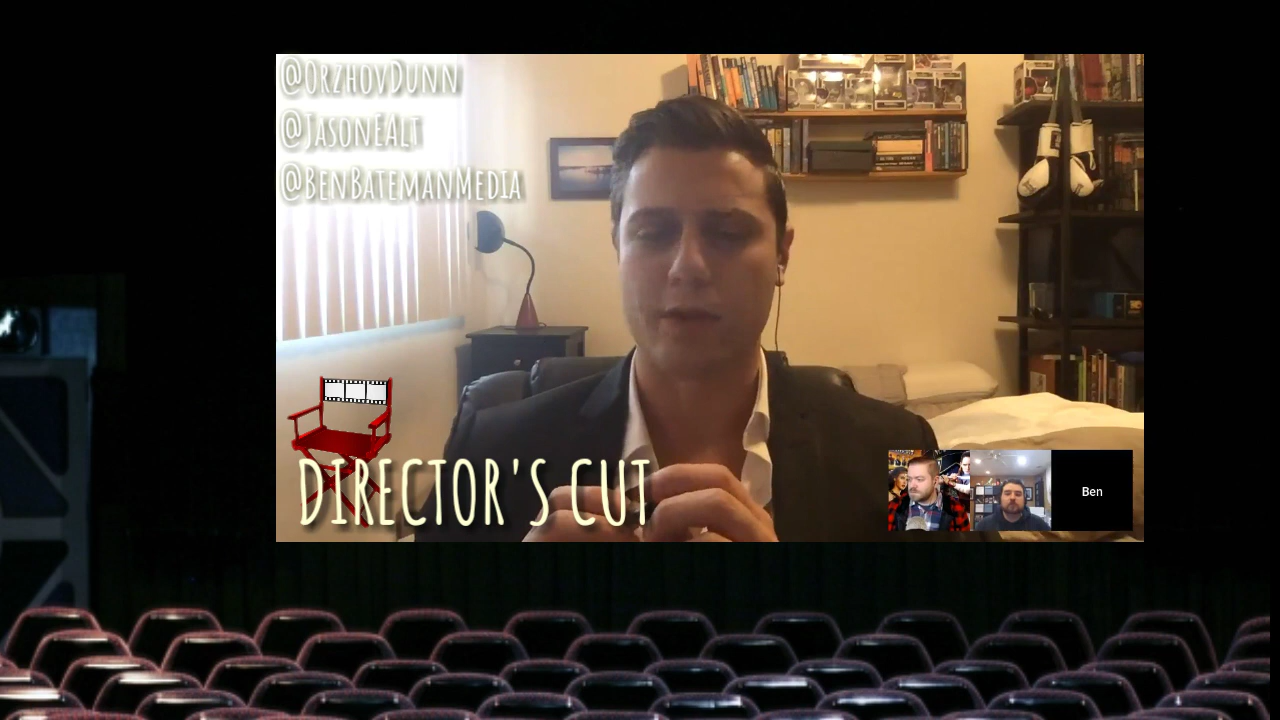 @OrzhovDunn
@JasonEAlt
@BenBatemanMedia
DIRECTOR'S CUT
Ben